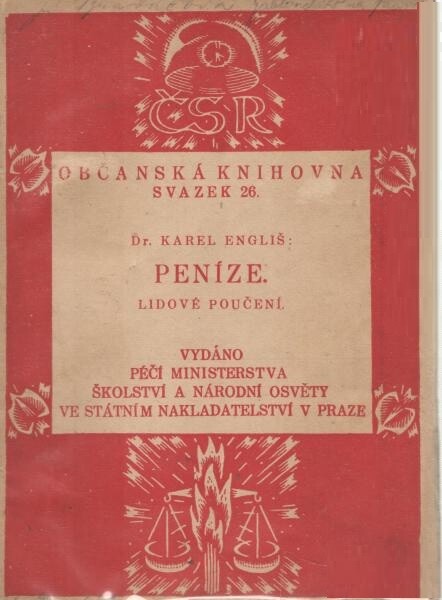 ČSR
OBČANSKÁ KNIHOVNA
SVAZEK 26.
Dr. KAREL ENGLIŠ:
PENÍZE.
LIDOVÉ POUČENÍ.
VYDÁNO
PÉČÍ MINISTERSTVA
ŠKOLSTVÍ A NÁRODNÍ OSVĚTY
VE STÁTNÍM NAKLADATELSTVÍ V PRAZE